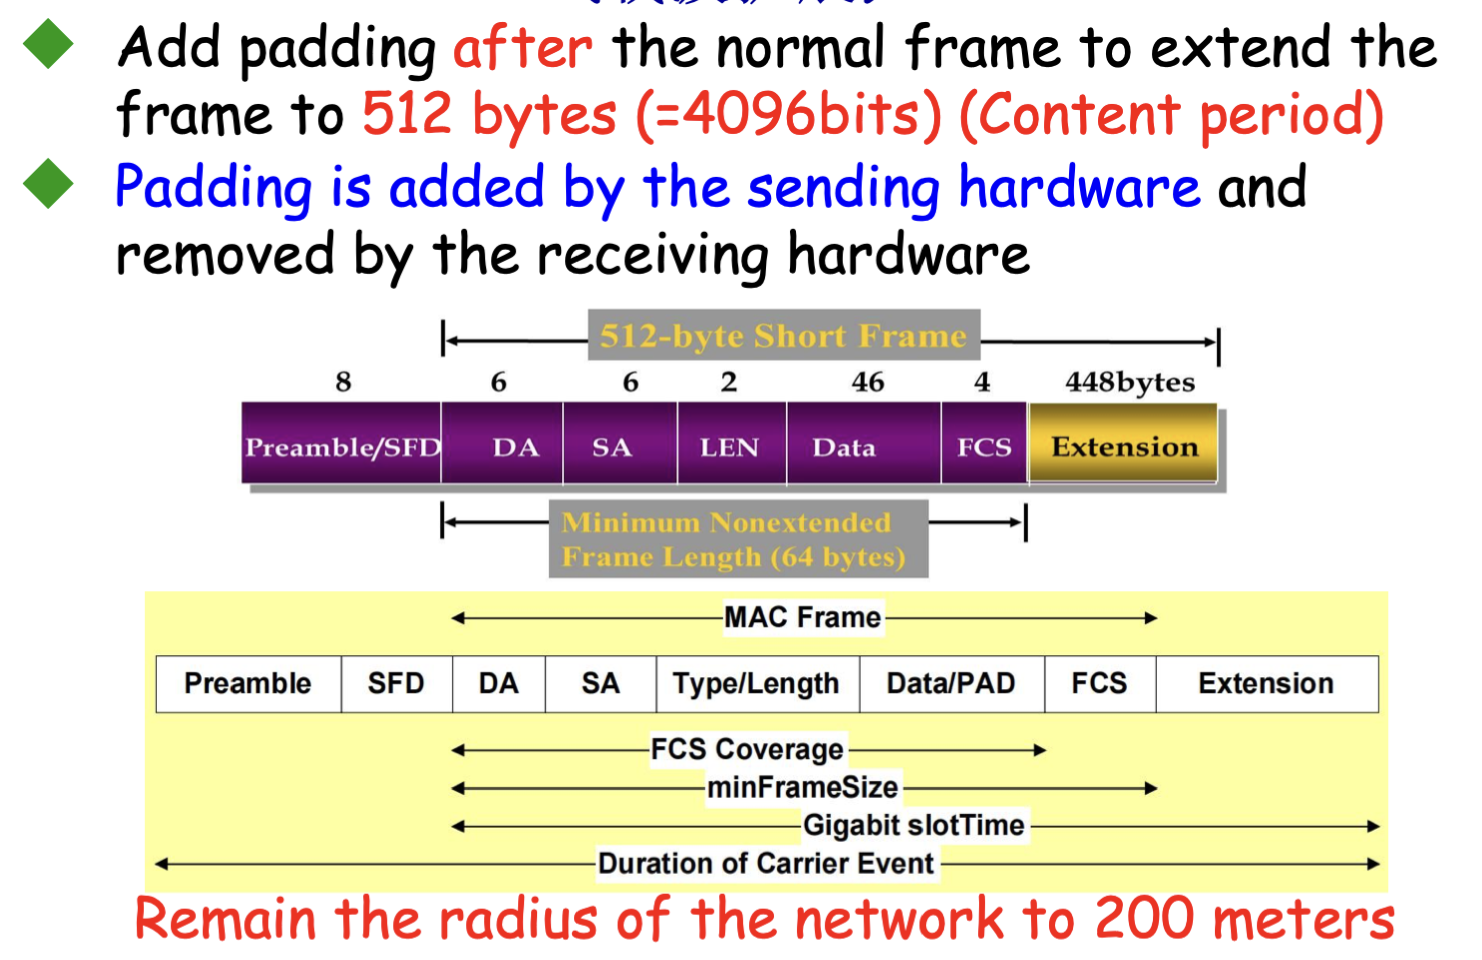 Add padding after the normal frame to extend the
frame to 512 bytes (=4096bits) (Content period)
Padding is added by the sending hardware and
removed by the receiving hardware
512-byte Short Frame
8 6 6 2 46 4 448bytes
Preamble/SFD DA SA LEN Data FCS Extension
Minimum Nonextended
Frame Length (64 bytes)
MAC Frame
Preamble SFD DA SA Type/Length Data/PAD FCS Extension
FCS Coverage
minFrameSize
Gigabit slotTime
Duration of Carrier Event
Remain the radius of the network to 200 meters